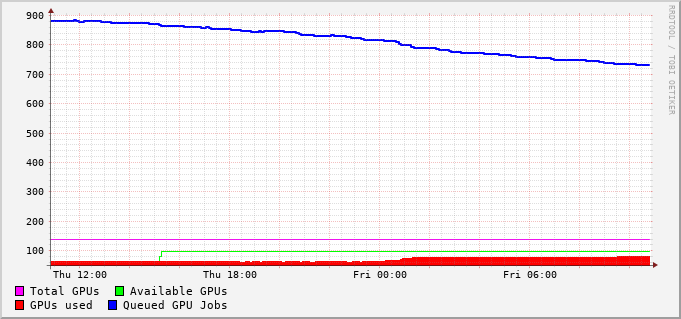 900
800
700
600
500
400
300
200
100
Thu 12:00 Thu 18:00 Fri 00:00 Fri 06:00
Total GPUs Available GPUs
GPUs used Queued GPU Jobs
RRDTOOL / TOBI OETIKER